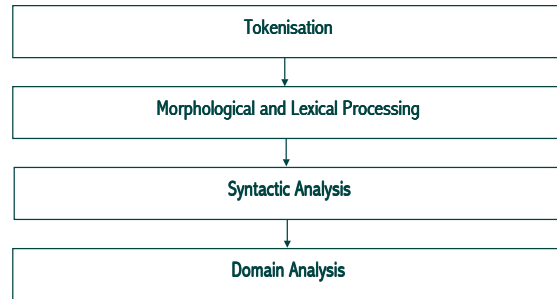 Tokenisation
Morphological and Lexical Processing
Syntactic Analysis
Domain Analysis